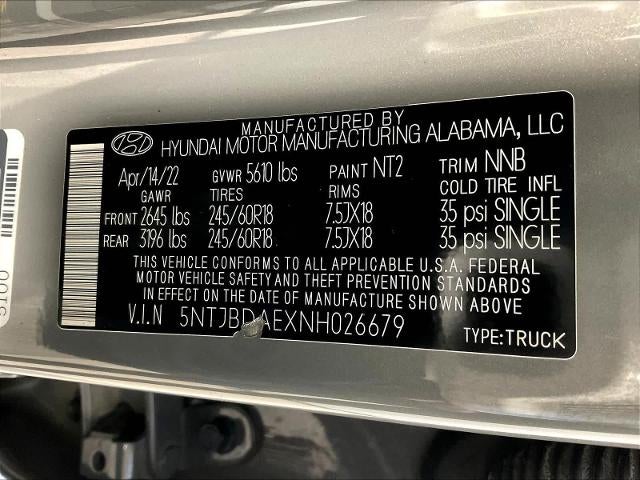 MANUFACTURED BY
HYUNDAI MOTOR MANUFACTURING ALABAMA, LLC
Apr/14/22 GVWR 5610 lbs PAINT NT2 TRIM NNB
GAWR TIRES RIMS COLD TIRE INFL
FRONT 2645 lbs 245/60R18 7.5JX18 35 psi SINGLE
REAR 3196 lbs 245/60R18 7.5JX18 35 psi SINGLE
THIS VEHICLE CONFORMS TO ALL APPLICABLE U.S.A. FEDERAL
MOTOR VEHICLE SAFETY AND THEFT PREVENTION STANDARDS
IN EFFECT ON THE DATE OF MANUFACTURE SHOWN ABOVE.
V.I.N 5NTJBDAEXNH026679
TYPE:TRUCK
5100